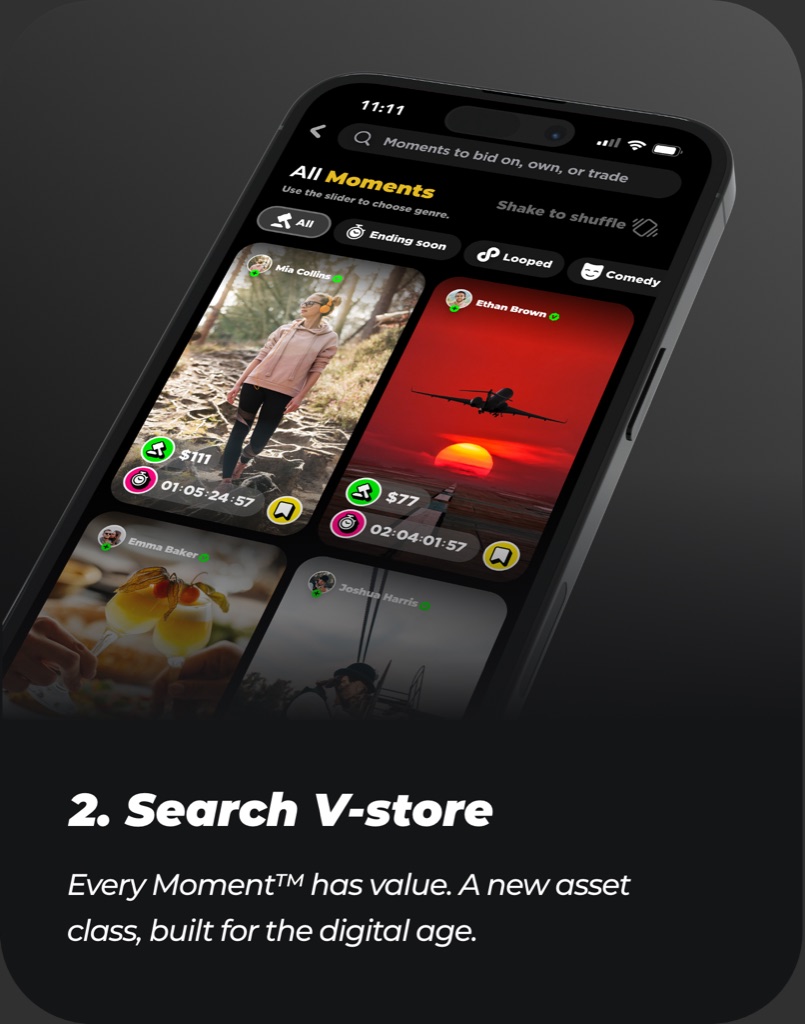 11:11
Moments to bid on, own, or trade
All Moments
Use the slider to choose genre.
Shake to shuffle
All
Ending soon
Looped
Comedy
Mia Collins
Ethan Brown
$111
01:05:24:57
$77
02:04:01:57
Emma Baker
Joshua Harris
2. Search V-store
Every Moment™ has value. A new asset
class, built for the digital age.